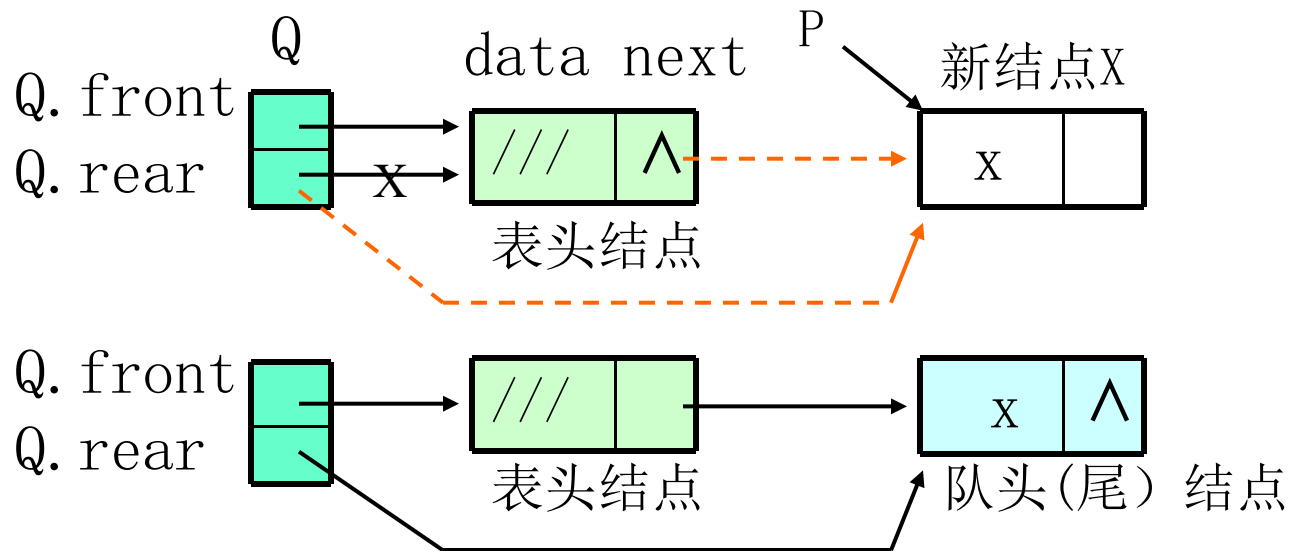 Q
data next
P
新结点X
Q.front
Q.rear
X
///
∧
x
表头结点
Q.front
Q.rear
///
x
∧
表头结点
队头(尾）结点